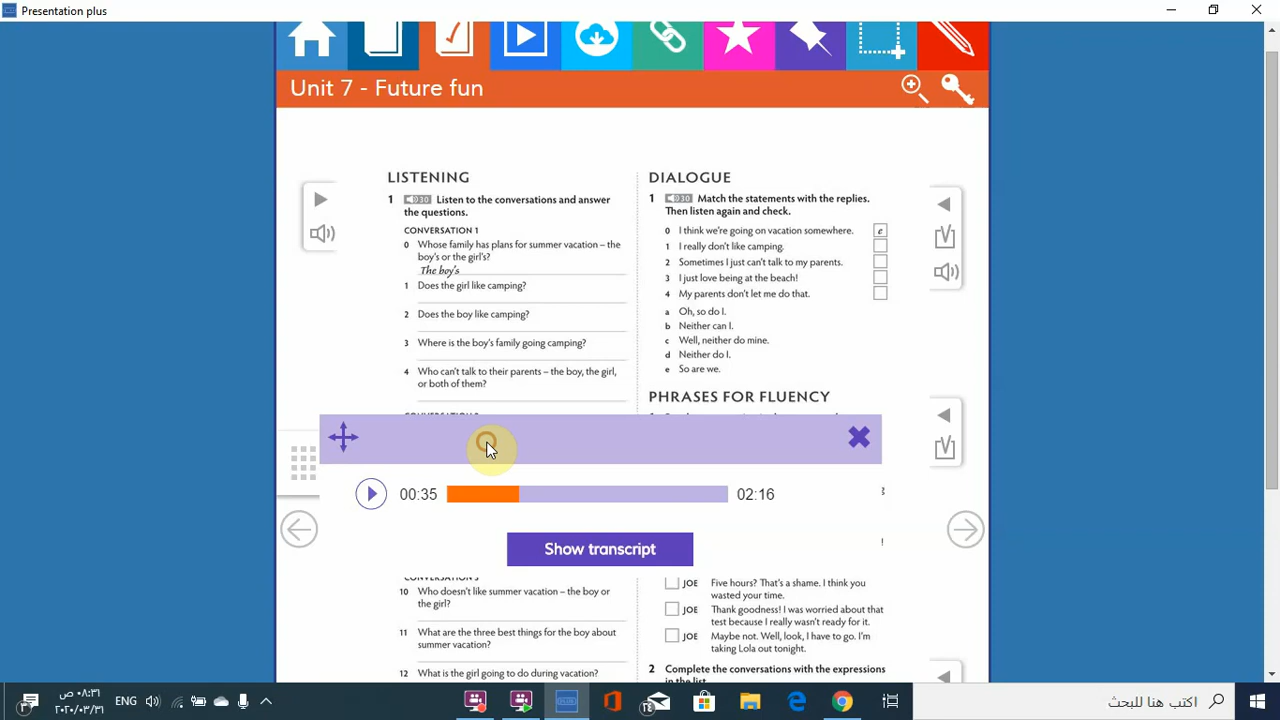 Presentation plus
Unit 7 - Future fun
LISTENING
1 30 Listen to the conversations and answer
the questions.
CONVERSATION 1
0 Whose family has plans for summer vacation – the
boy's or the girl's?
The boy's
1 Does the girl like camping?
2 Does the boy like camping?
3 Where is the boy's family going camping?
4 Who can't talk to their parents – the boy, the girl,
or both of them?
DIALOGUE
1 30 Match the statements with the replies.
Then listen again and check.
0 I think we're going on vacation somewhere. e
1 I really don't like camping.
2 Sometimes I just can't talk to my parents.
3 I just love being at the beach!
4 My parents don't let me do that.
a Oh, so do I.
b Neither can I.
c Well, neither do mine.
d Neither do I.
e So are we.
PHRASES FOR FLUENCY
00:35
02:16
Show transcript
10 Who doesn't like summer vacation – the boy or
the girl?
11 What are the three best things for the boy about
summer vacation?
12 What is the girl going to do during vacation?
JOE Five hours? That's a shame. I think you
wasted your time.
JOE Thank goodness! I was worried about that
test because I really wasn't ready for it.
JOE Maybe not. Well, look, I have to go. I'm
taking Lola out tonight.
2 Complete the conversations with the expressions
in the list.
٠٨:٣١ ص
٢٠٢٠/٠٣/٣١
ENG
اكتب هنا للبحث